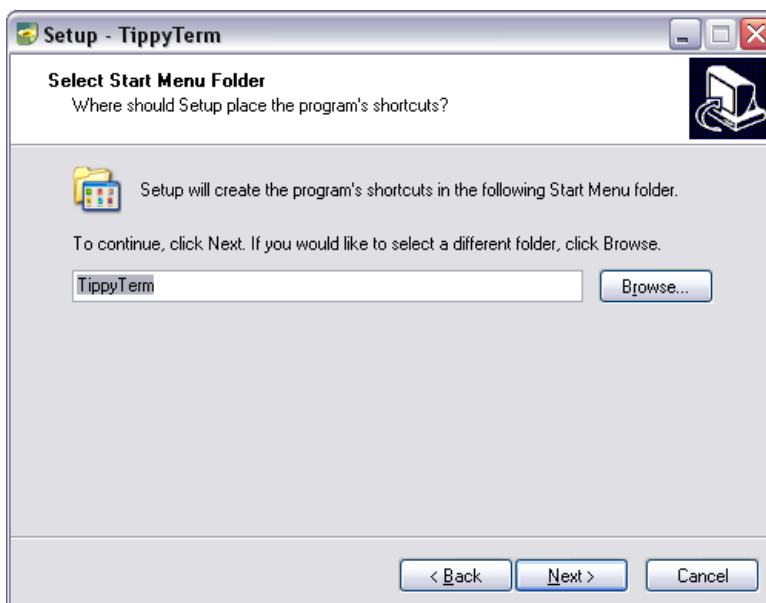 Setup - TippyTerm
Select Start Menu Folder
Where should Setup place the program's shortcuts?
Setup will create the program's shortcuts in the following Start Menu folder.
To continue, click Next. If you would like to select a different folder, click Browse.
TippyTerm
Browse...
< Back
Next >
Cancel